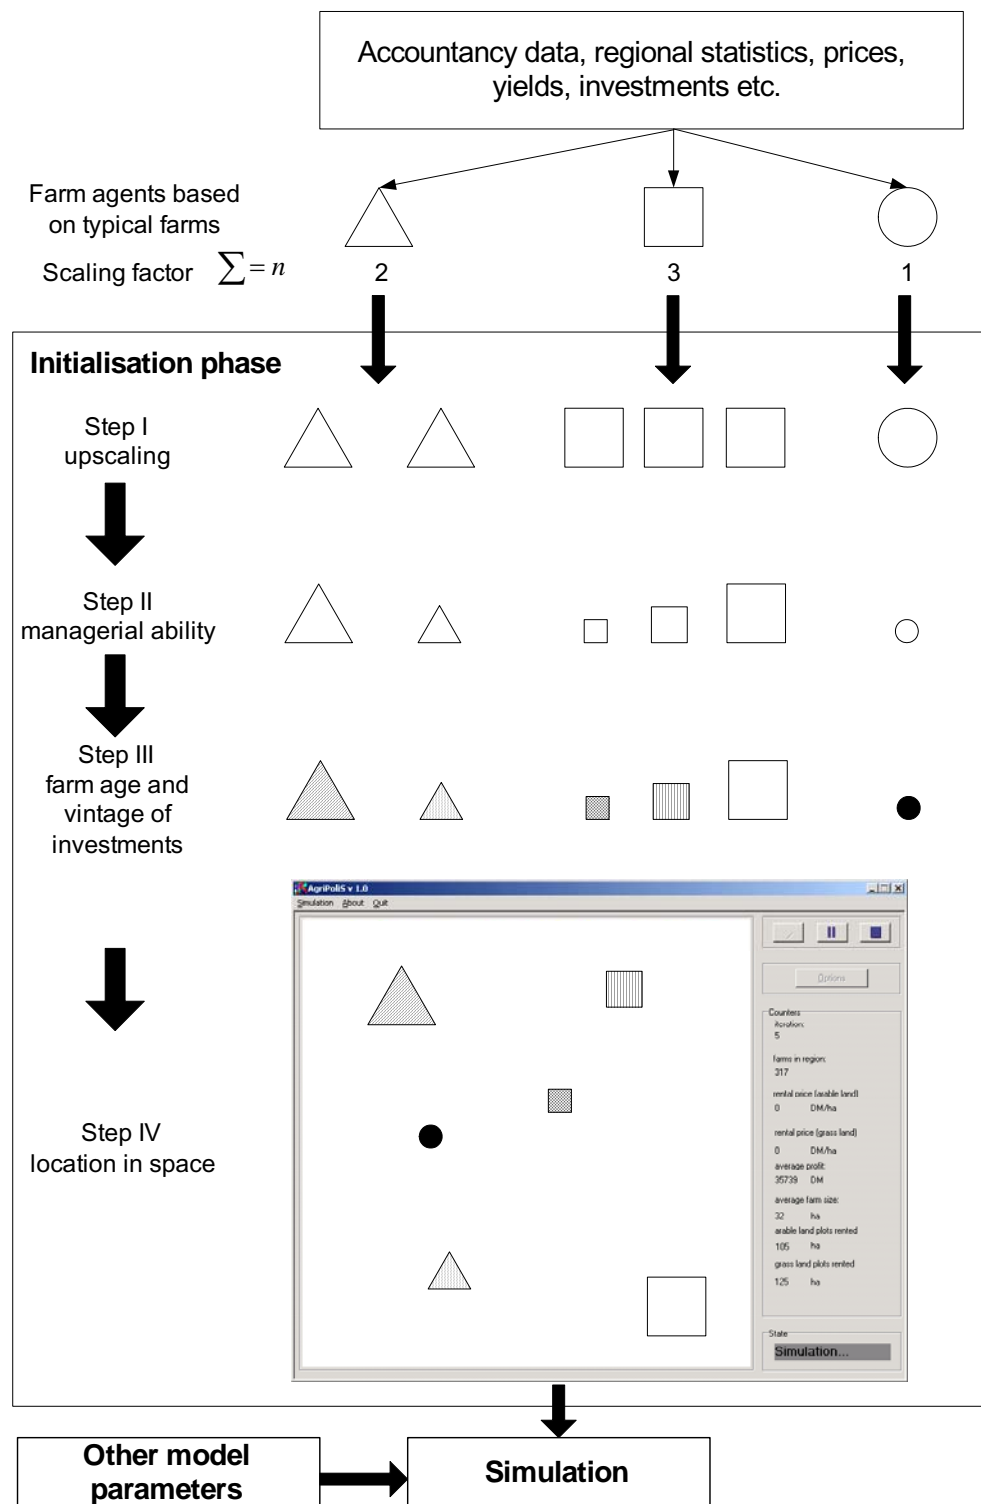 Accountancy data, regional statistics, prices,
yields, investments etc.
Farm agents based
on typical farms
Scaling factor ∑= n
2
3
1
Initialisation phase
Step I
upscaling
Step II
managerial ability
Step III
farm age and
vintage of
investments
AgriPoliS v 1.0
Simulation About Quit
Options
Counters
iteration:
5
farms in region:
317
rental price (arable land)
0 DM/ha
rental price (grass land)
0 DM/ha
average profit:
35739 DM
average farm size:
32 ha
arable land plots rented
105 ha
grass land plots rented
125 ha
State
Simulation...
Step IV
location in space
Other model
parameters
Simulation